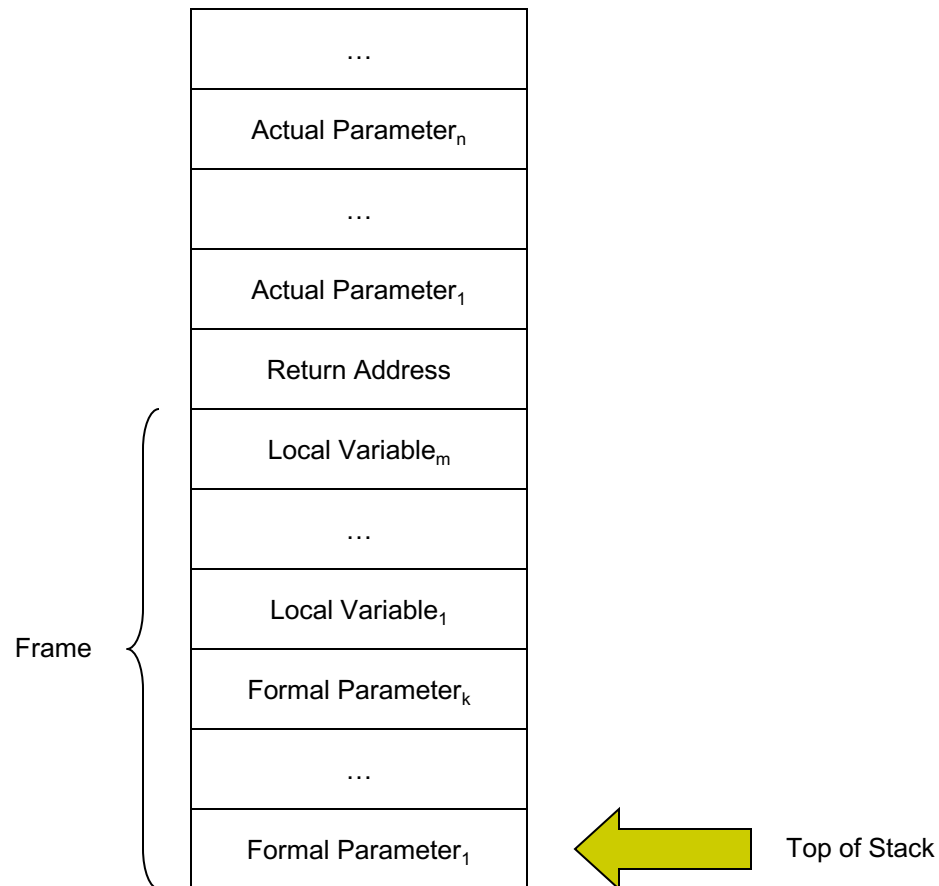 …
Actual Parameterₙ
…
Actual Parameter₁
Return Address
Local Variableₘ
…
Local Variable₁
Frame
Formal Parameterₖ
…
Formal Parameter₁
Top of Stack